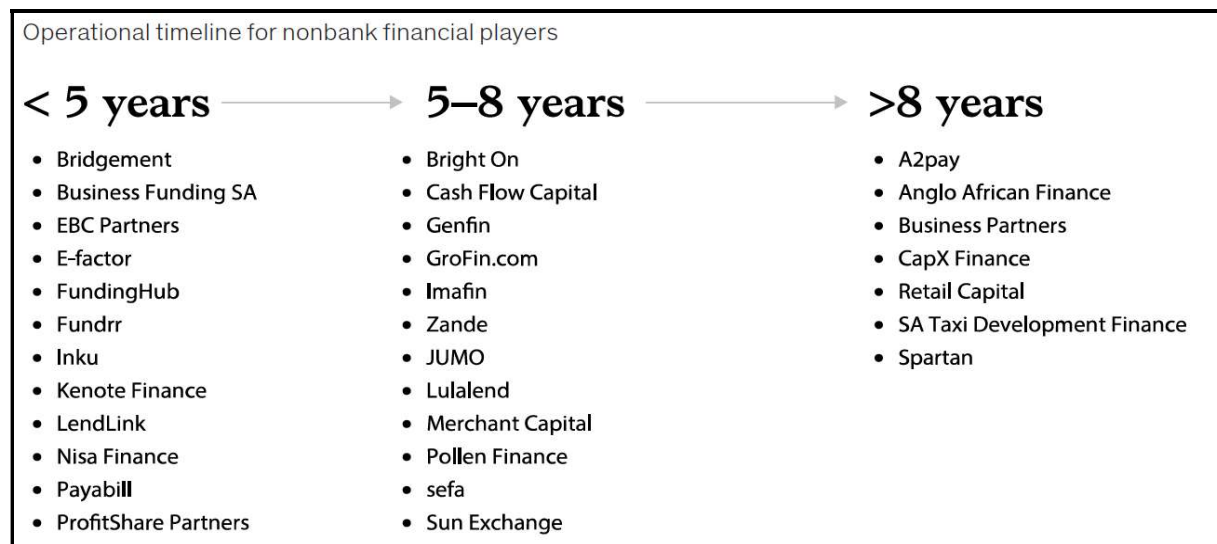 Operational timeline for nonbank financial players
< 5 years
• Bridgement
• Business Funding SA
• EBC Partners
• E-factor
• FundingHub
• Fundrr
• Inku
• Kenote Finance
• LendLink
• Nisa Finance
• Payabill
• ProfitShare Partners
5–8 years
• Bright On
• Cash Flow Capital
• Genfin
• GroFin.com
• Imafin
• Zande
• JUMO
• Lulalend
• Merchant Capital
• Pollen Finance
• sefa
• Sun Exchange
>8 years
• A2pay
• Anglo African Finance
• Business Partners
• CapX Finance
• Retail Capital
• SA Taxi Development Finance
• Spartan